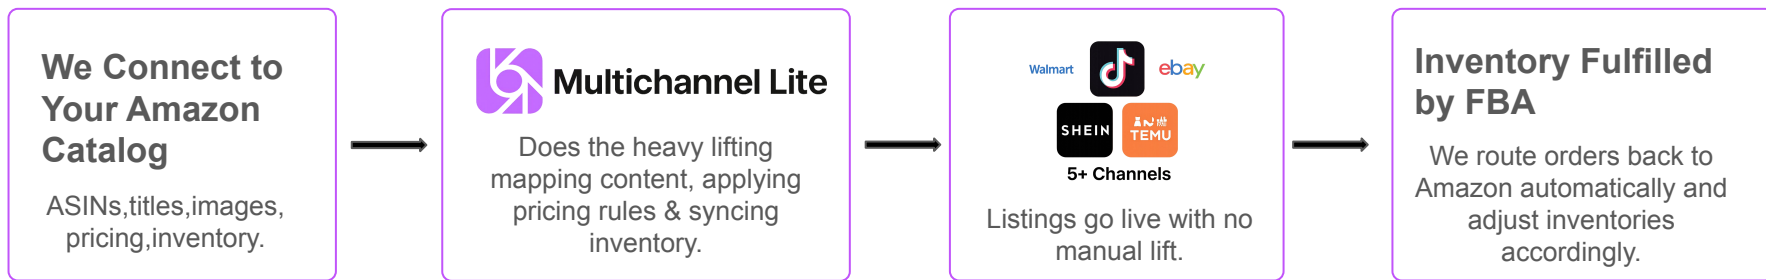 We Connect to
Your Amazon
Catalog
ASINs,titles,images,
pricing,inventory.
Multichannel Lite
Does the heavy lifting
mapping content, applying
pricing rules & syncing
inventory.
Walmart
ebay
SHEIN
TEMU
5+ Channels
Listings go live with no
manual lift.
Inventory Fulfilled
by FBA
We route orders back to
Amazon automatically and
adjust inventories
accordingly.